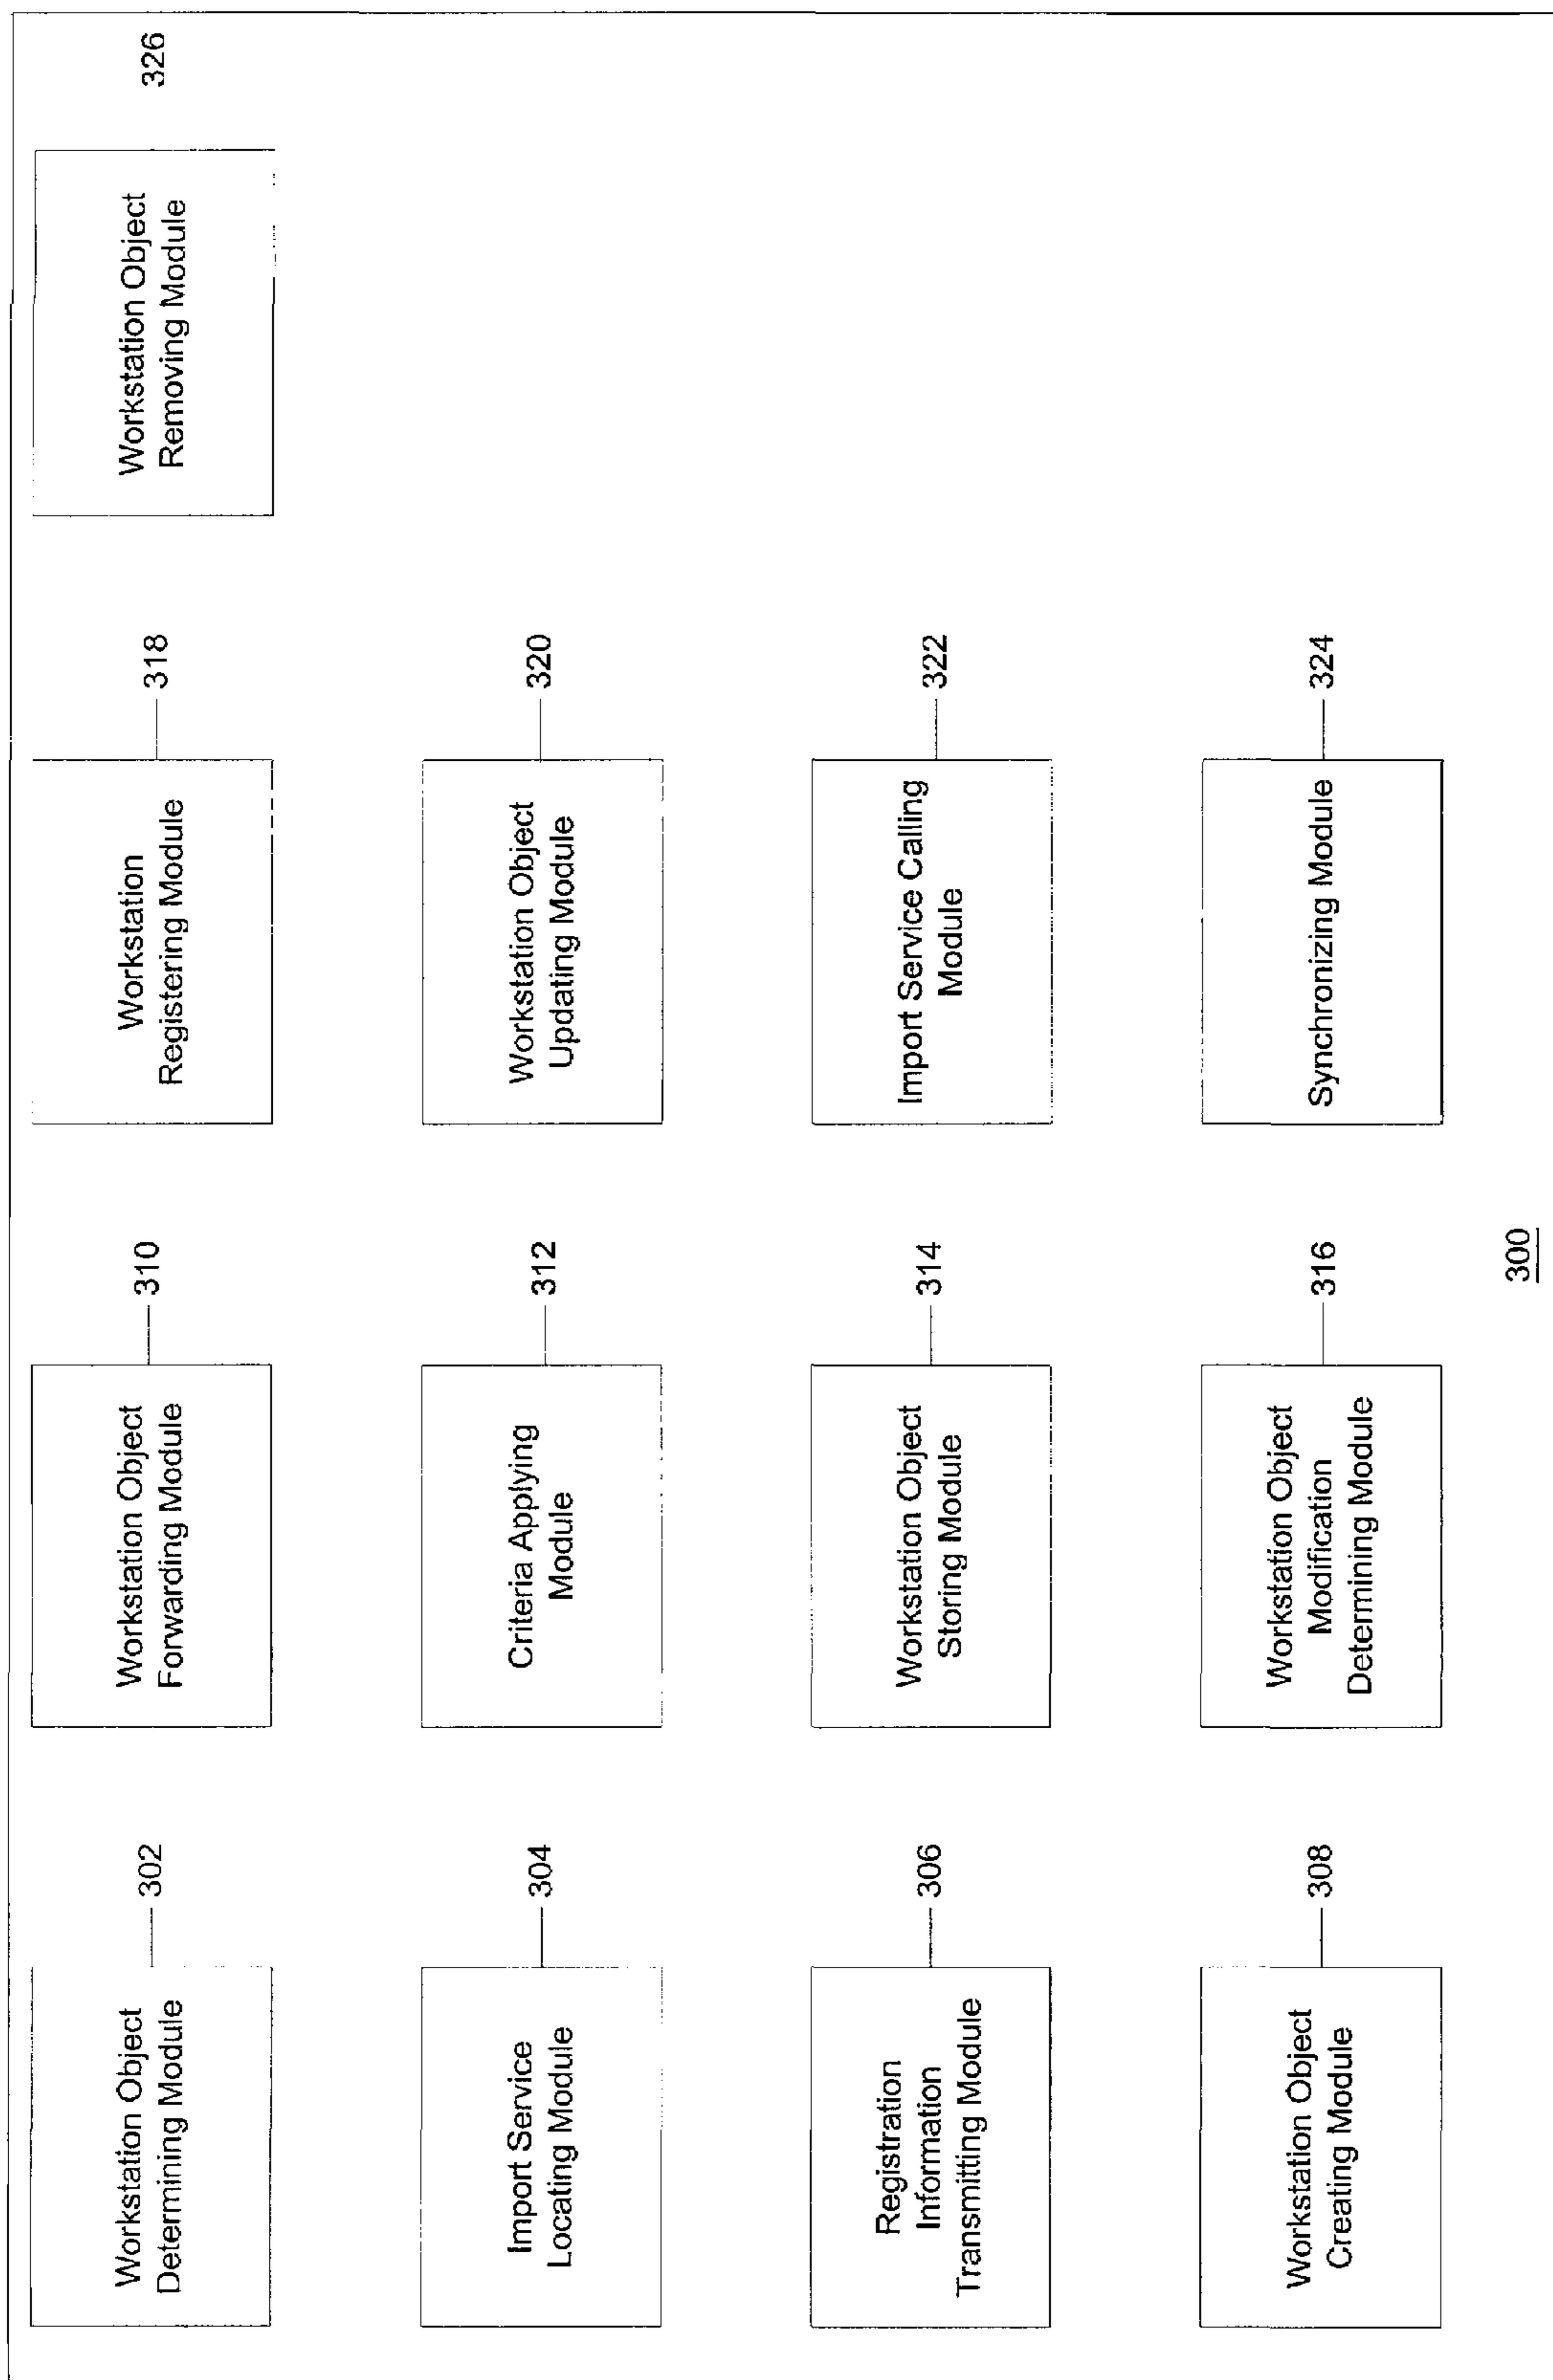 Workstation Object
Determining Module
302
Import Service
Locating Module
304
Registration
Information
Transmitting Module
306
Workstation Object
Creating Module
308
Workstation Object
Forwarding Module
310
Criteria Applying
Module
312
Workstation Object
Storing Module
314
Workstation Object
Modification
Determining Module
316
Workstation
Registering Module
318
Workstation Object
Updating Module
320
Import Service Calling
Module
322
Synchronizing Module
324
Workstation Object
Removing Module
326
300